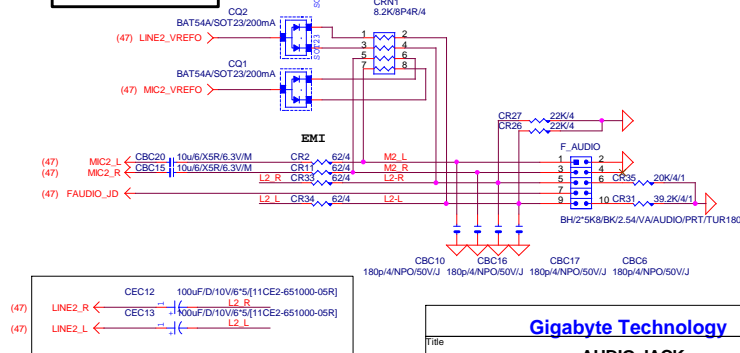 CRN1
CQ2
8.2K/8P4R/4
BAT54A/SOT23/200mA
SOT23
(47) LINE2_VREFO
1 2
3 4
5 6
7 8
CQ1
BAT54A/SOT23/200mA
(47) MIC2_VREFO
CR27 22K/4
CR26 22K/4
EMI
F_AUDIO
(47) MIC2_L CBC20 10u/6/X5R/6.3V/M CR2 62/4 M2_L 1 2
(47) MIC2_R CBC15 10u/6/X5R/6.3V/M CR11 62/4 M2_R 3 4
L2_R CR33 62/4 L2-R 5 6 CR35 20K/4/1
(47) FAUDIO_JD 7
L2_L CR34 62/4 L2-L 9 10 CR31 39.2K/4/1
BH/2*5K8/BK/2.54/VA/AUDIO/PRT/TUR180
CBC10 CBC16 CBC17 CBC6
180p/4/NPO/50V/J 180p/4/NPO/50V/J 180p/4/NPO/50V/J 180p/4/NPO/50V/J
CEC12 100uF/D/10V/6*5/[11CE2-651000-05R]
(47) LINE2_R 1 + L2_R
CEC13 100uF/D/10V/6*5/[11CE2-651000-05R]
(47) LINE2_L 1 + L2_L
Gigabyte Technology
Title
AUDIO JACK